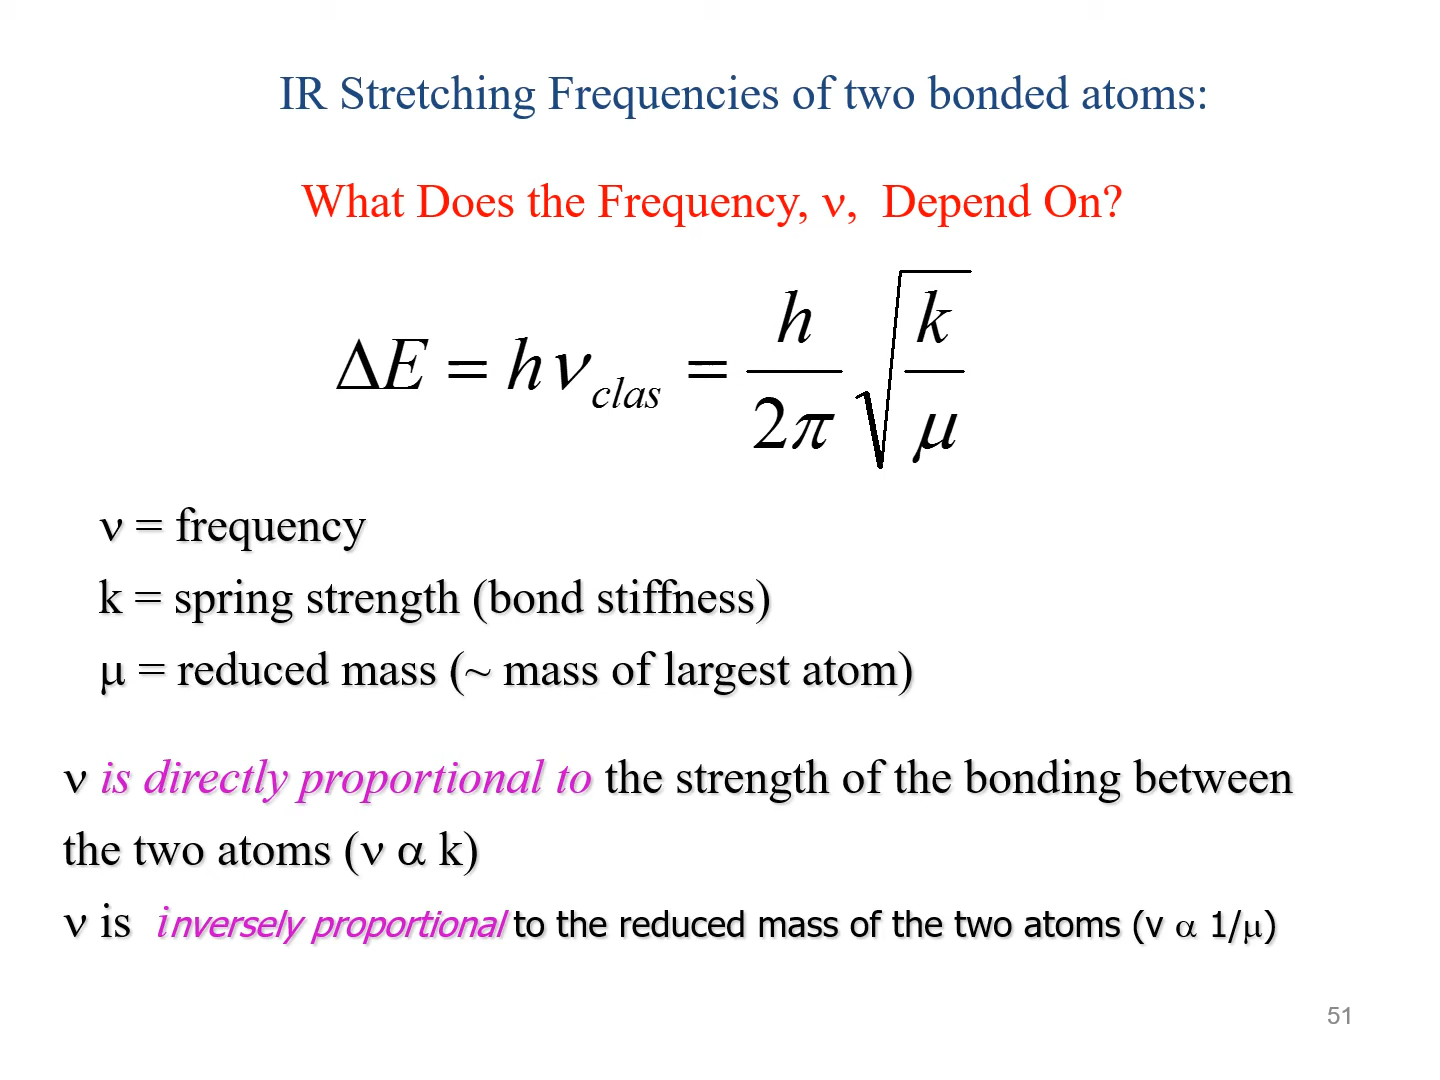 IR Stretching Frequencies of two bonded atoms:
What Does the Frequency, ν, Depend On?
ΔE = hν_clas = h/2π √(k/μ)
ν = frequency
k = spring strength (bond stiffness)
μ = reduced mass (~ mass of largest atom)
ν is directly proportional to the strength of the bonding between
the two atoms (ν α k)
ν is inversely proportional to the reduced mass of the two atoms (v α 1/μ)
51